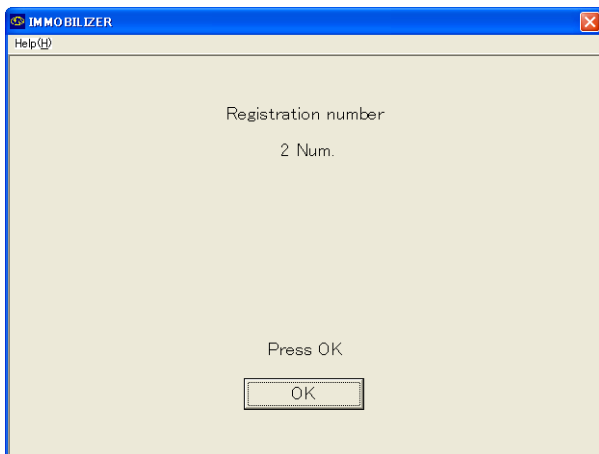 IMMOBILIZER
Help(H)
Registration number
2 Num.
Press OK
OK